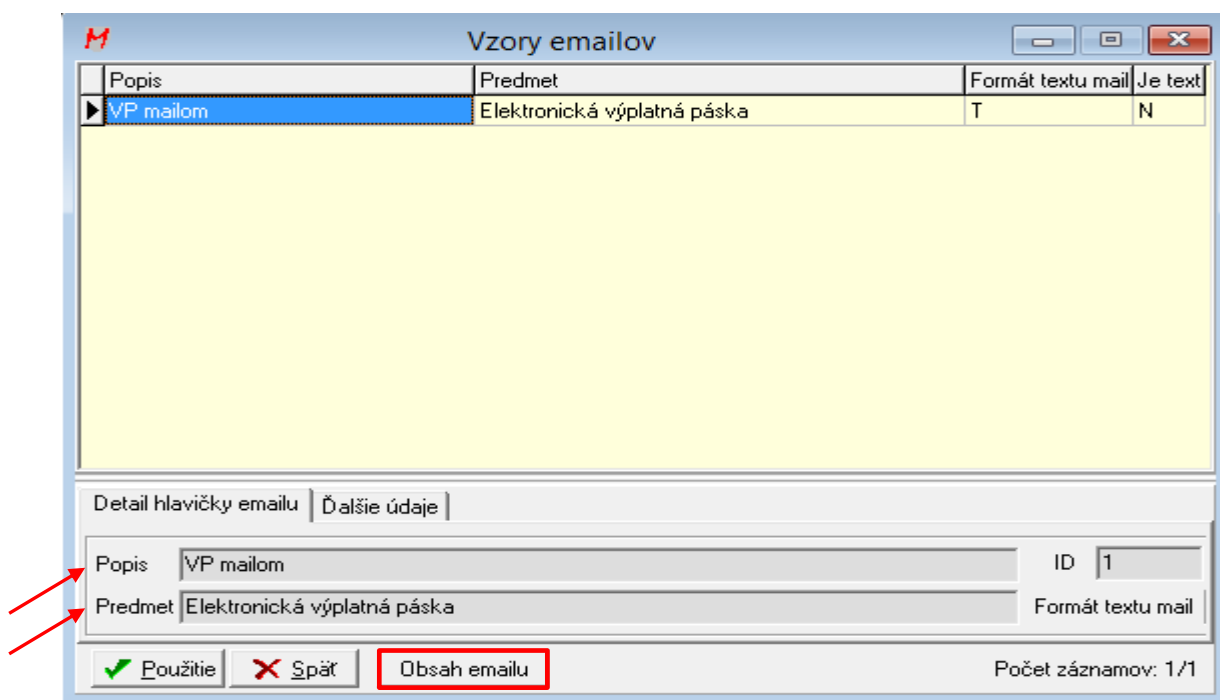 Vzory emailov
Popis Predmet Formát textu mail Je text
VP mailom Elektronická výplatná páska T N
Detail hlavičky emailu Ďalšie údaje
Popis VP mailom ID 1
Predmet Elektronická výplatná páska Formát textu mail
Použitie Späť Obsah emailu Počet záznamov: 1/1